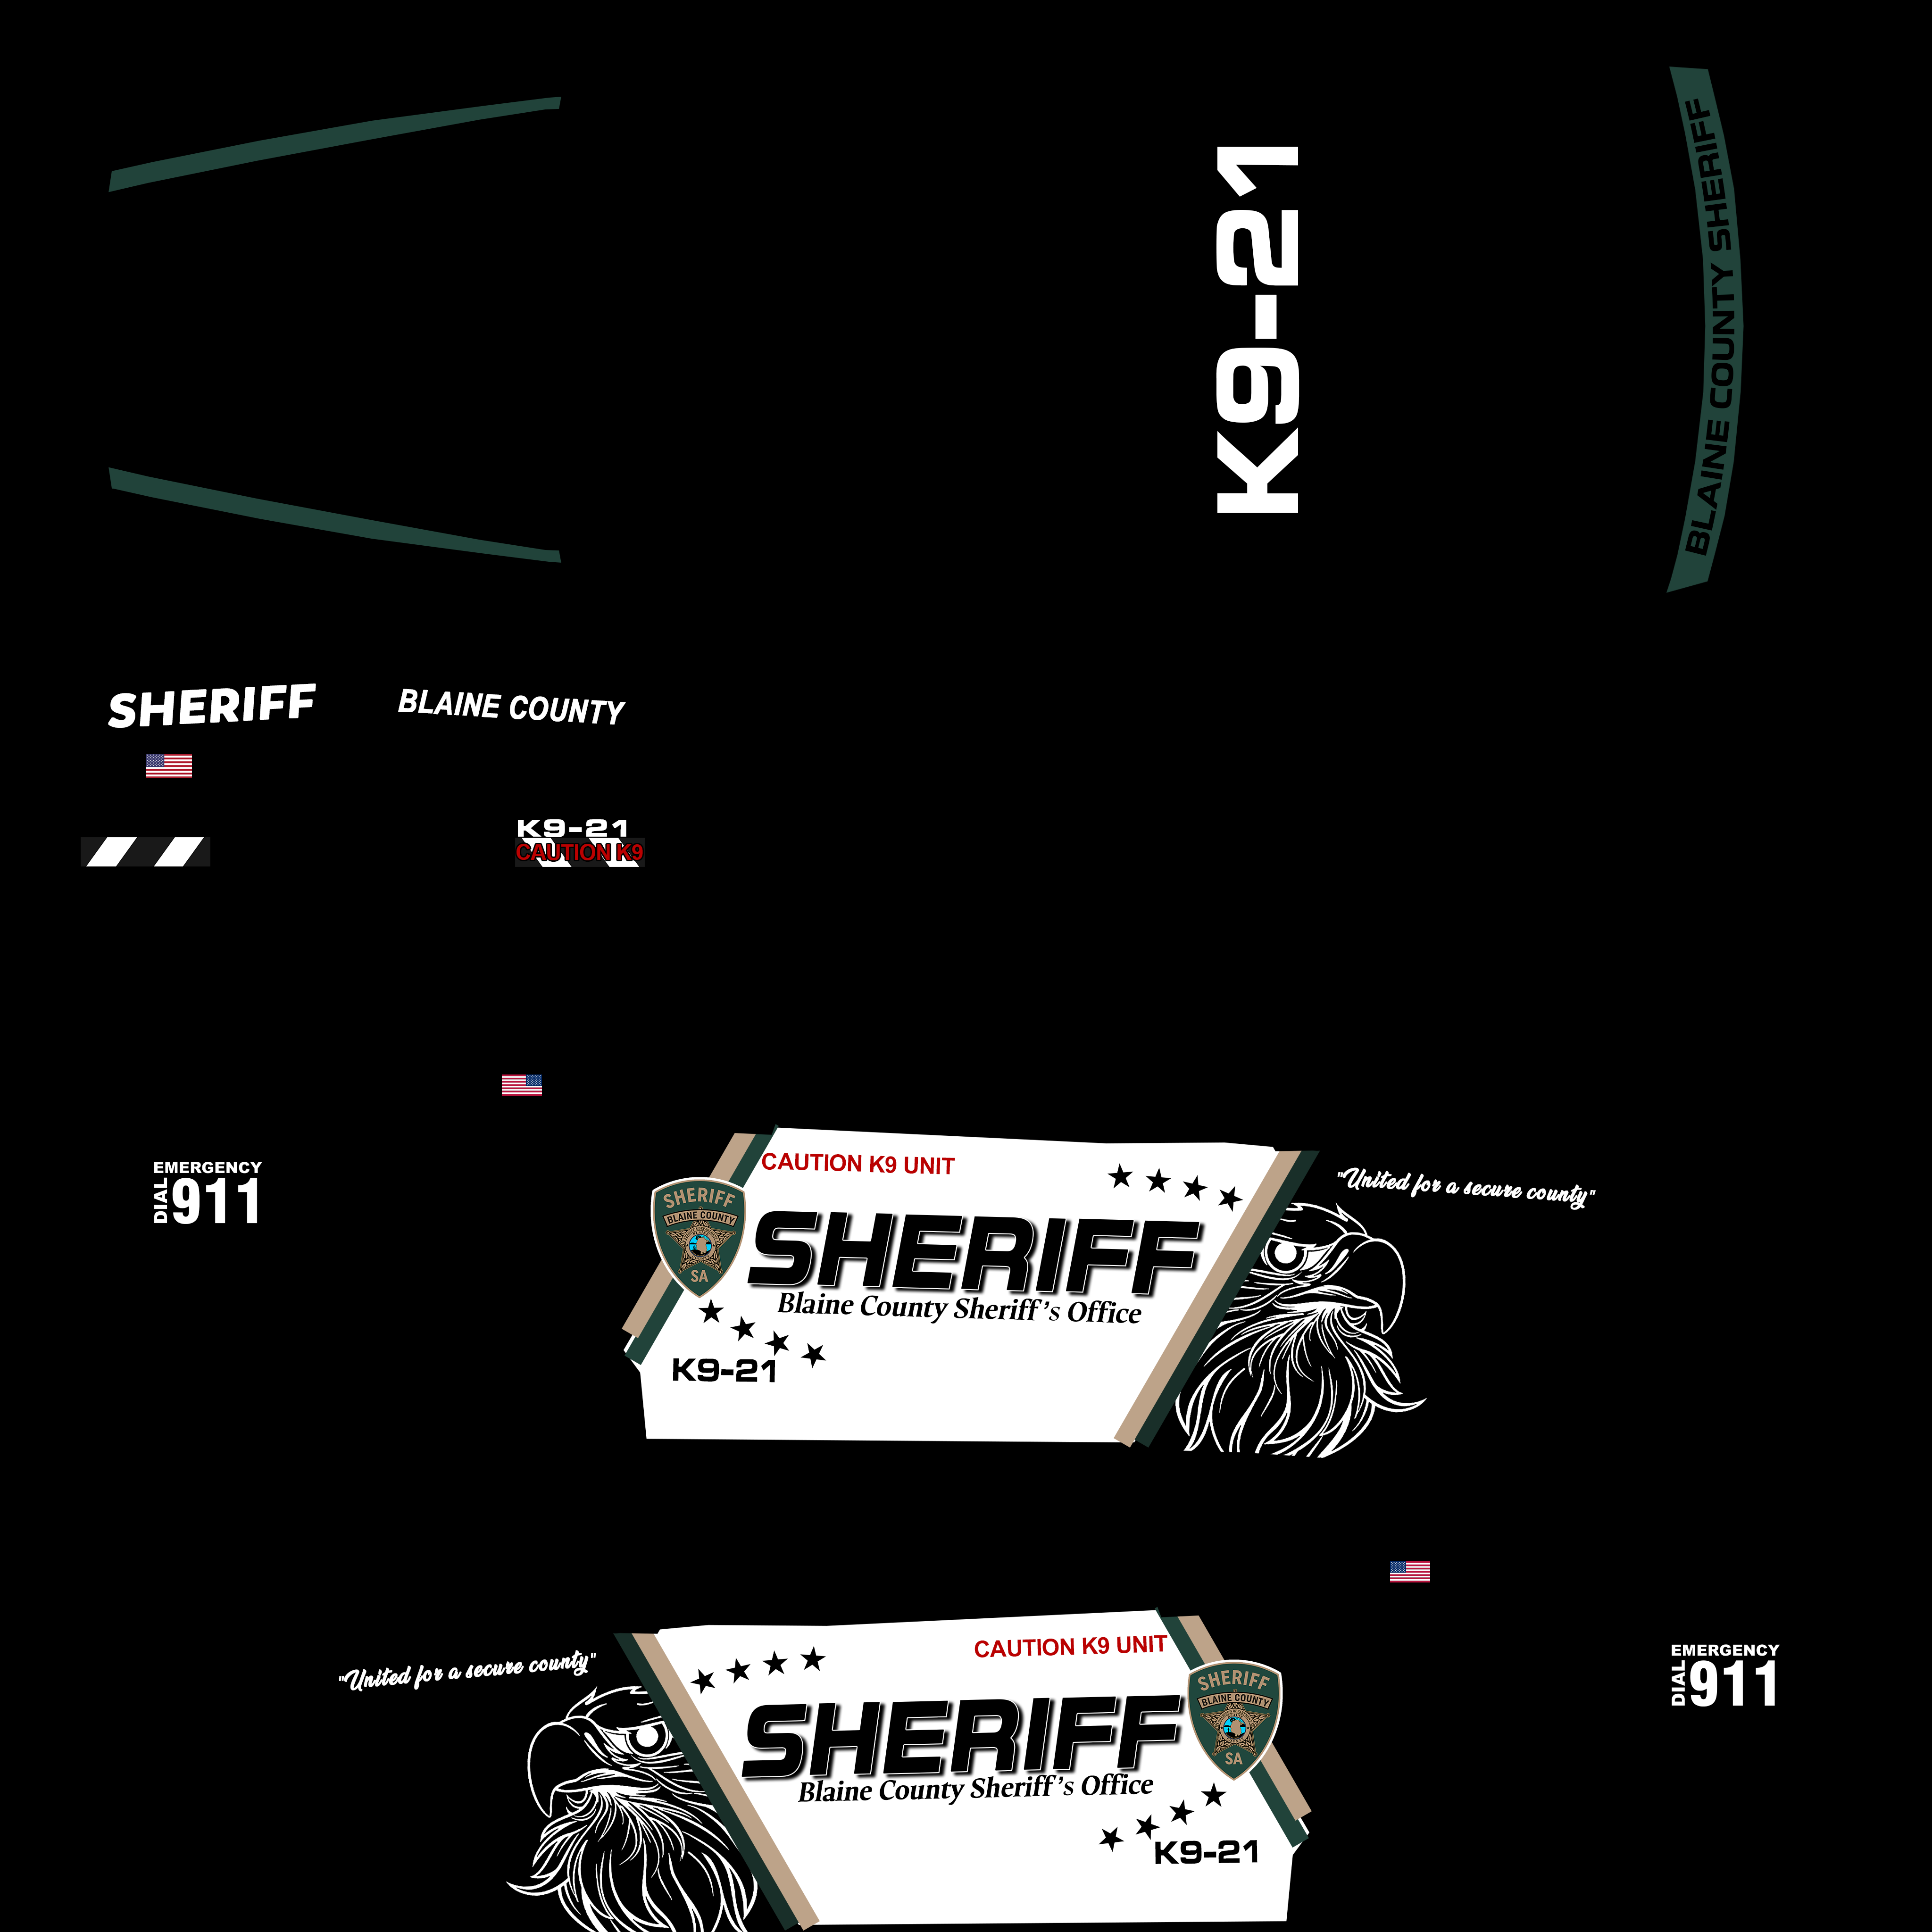 K9-21
BLAINE COUNTY SHERIFF
SHERIFF
BLAINE COUNTY
K9-21
CAUTION K9
EMERGENCY
DIAL 911
CAUTION K9 UNIT
SHERIFF
BLAINE COUNTY
SA
SHERIFF
Blaine County Sheriff's Office
K9-21
"United for a secure county"
"United for a secure county"
CAUTION K9 UNIT
SHERIFF
Blaine County Sheriff's Office
SHERIFF
BLAINE COUNTY
SA
K9-21
EMERGENCY
DIAL 911